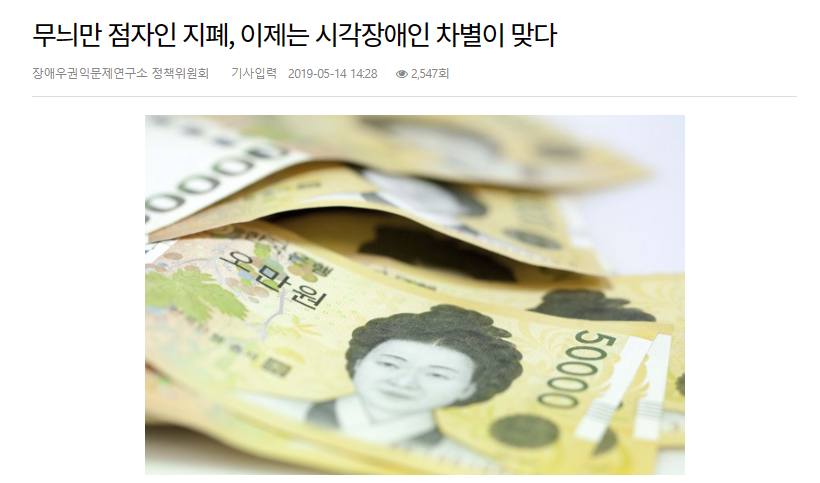 무늬만 점자인 지폐, 이제는 시각장애인 차별이 맞다
장애우권익문제연구소 정책위원회 기사입력 2019-05-14 14:28 2,547회
0000
오만원
50000